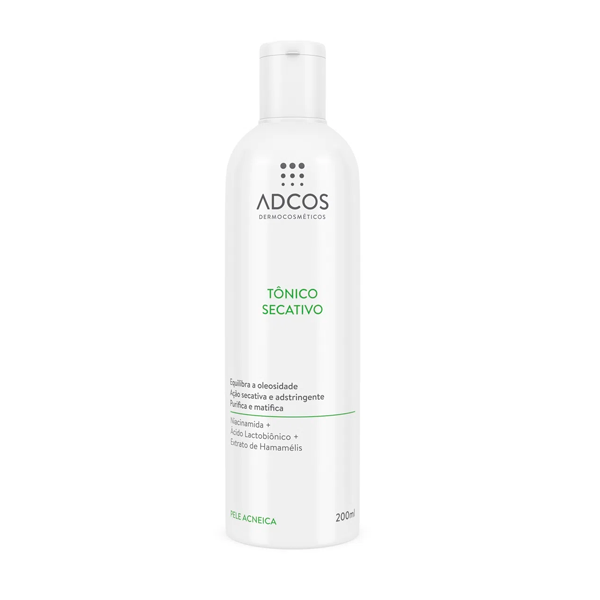 ADCOS
DERMOCOSMÉTICOS
TÔNICO
SECATIVO
Equilibra a oleosidade
Ação secativa e adstringente
Purifica e matifica
Niacinamida +
Ácido Lactobiônico +
Extrato de Hamamélis
PELE ACNEICA
200ml